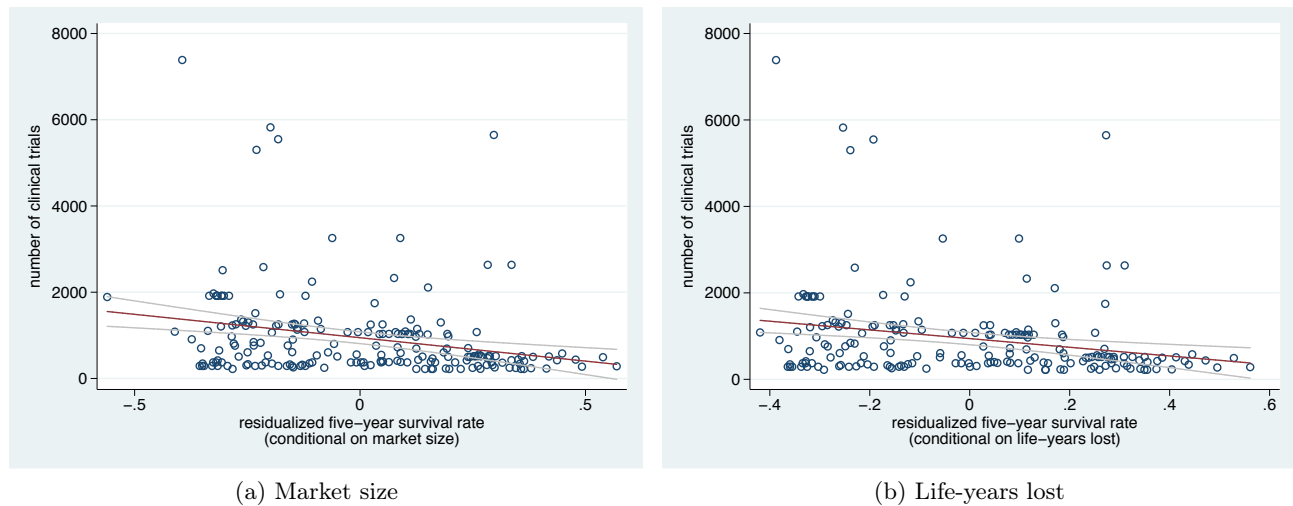 8000
6000
4000
2000
0
number of clinical trials
−.5
0
.5
residualized five−year survival rate
(conditional on market size)
(a) Market size
8000
6000
4000
2000
0
number of clinical trials
−.4
−.2
0
.2
.4
.6
residualized five−year survival rate
(conditional on life−years lost)
(b) Life-years lost